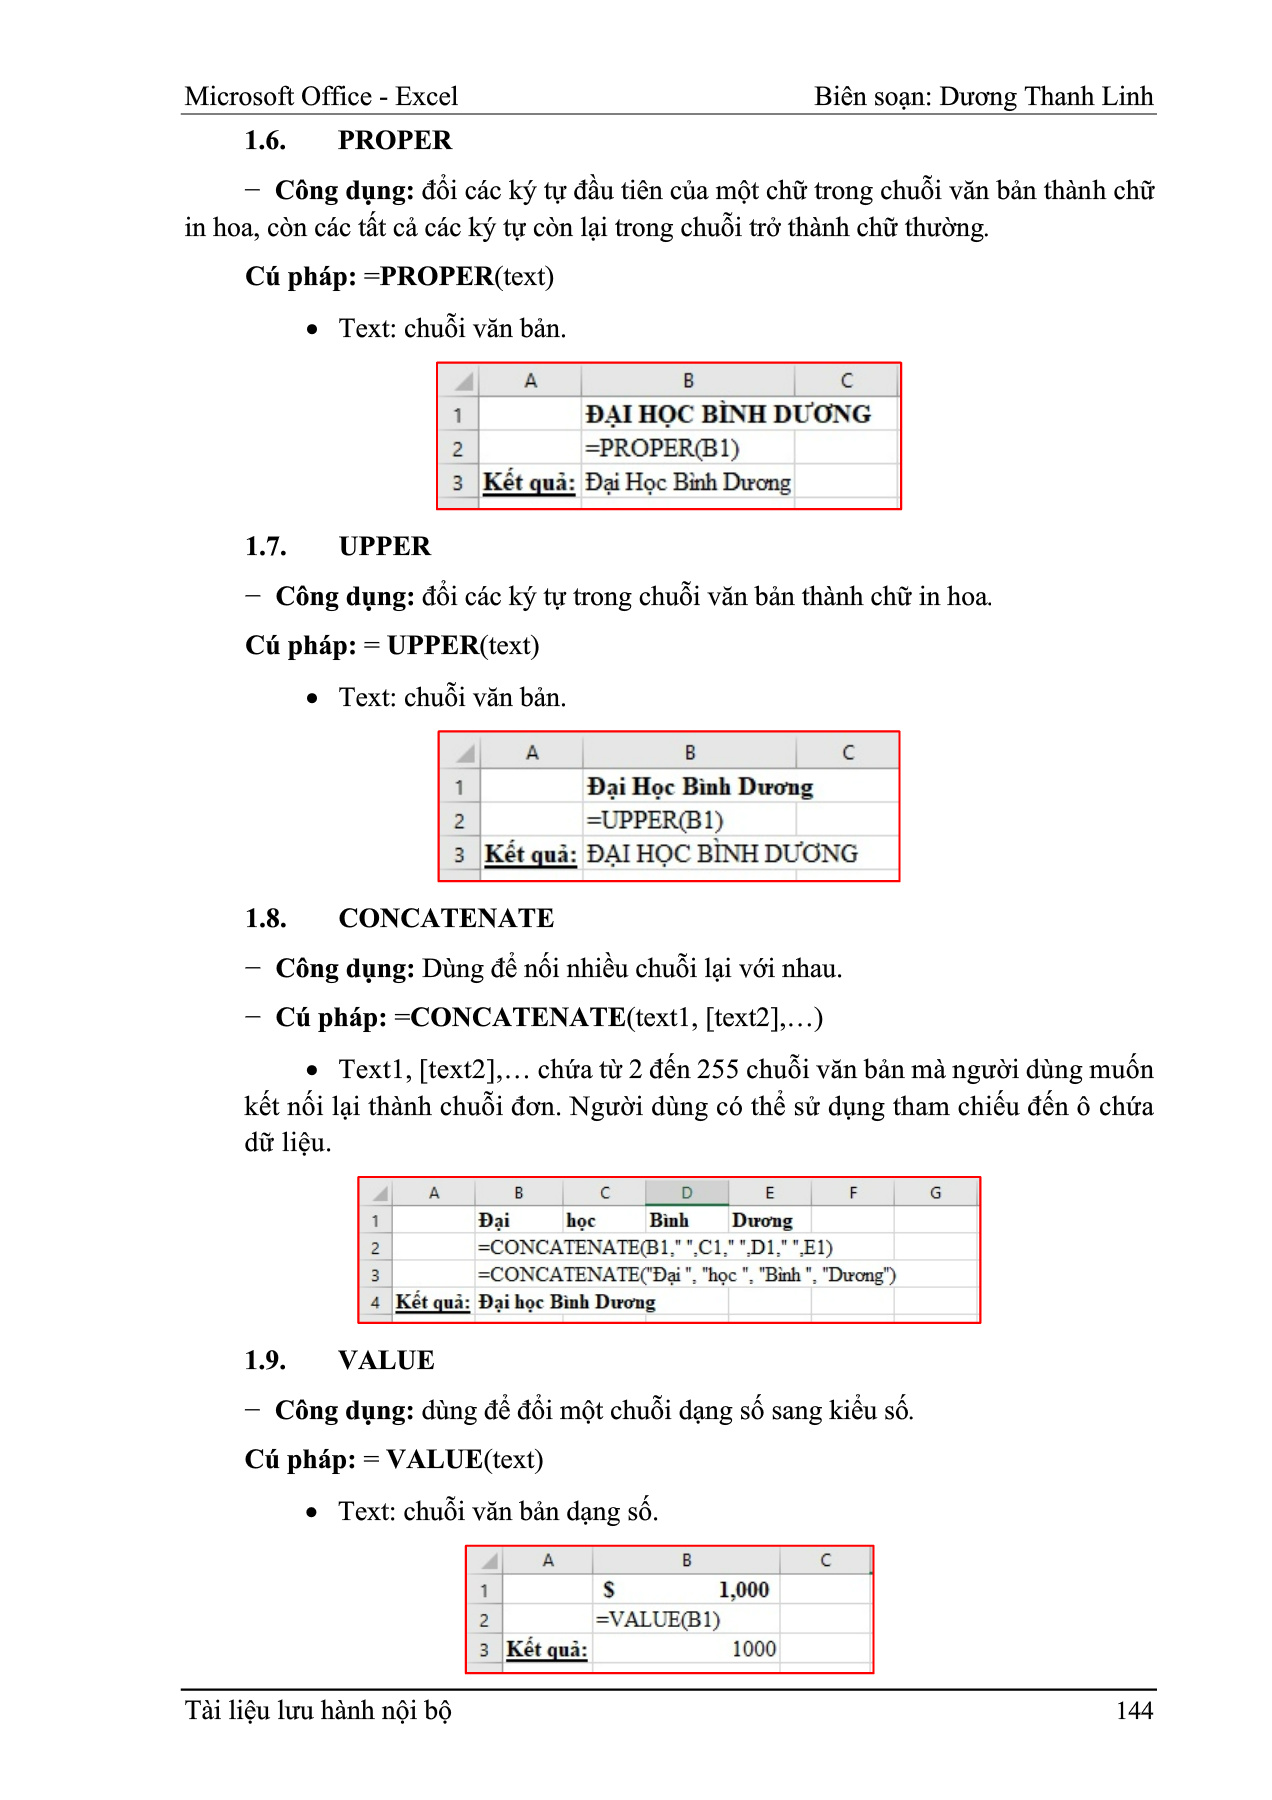 Microsoft Office - Excel Biên soạn: Dương Thanh Linh
1.6. PROPER
− Công dụng: đổi các ký tự đầu tiên của một chữ trong chuỗi văn bản thành chữ
in hoa, còn các tất cả các ký tự còn lại trong chuỗi trở thành chữ thường.
Cú pháp: =PROPER(text)
• Text: chuỗi văn bản.
A B C
1 ĐẠI HỌC BÌNH DƯƠNG
2 =PROPER(B1)
3 Kết quả: Đại Học Bình Dương
1.7. UPPER
− Công dụng: đổi các ký tự trong chuỗi văn bản thành chữ in hoa.
Cú pháp: = UPPER(text)
• Text: chuỗi văn bản.
A B C
1 Đại Học Bình Dương
2 =UPPER(B1)
3 Kết quả: ĐẠI HỌC BÌNH DƯƠNG
1.8. CONCATENATE
− Công dụng: Dùng để nối nhiều chuỗi lại với nhau.
− Cú pháp: =CONCATENATE(text1, [text2],…)
• Text1, [text2],… chứa từ 2 đến 255 chuỗi văn bản mà người dùng muốn
kết nối lại thành chuỗi đơn. Người dùng có thể sử dụng tham chiếu đến ô chứa
dữ liệu.
A B C D E F G
1 Đại học Bình Dương
2 =CONCATENATE(B1," ",C1," ",D1," ",E1)
3 =CONCATENATE("Đại ", "học ", "Bình ", "Dương")
4 Kết quả: Đại học Bình Dương
1.9. VALUE
− Công dụng: dùng để đổi một chuỗi dạng số sang kiểu số.
Cú pháp: = VALUE(text)
• Text: chuỗi văn bản dạng số.
A B C
1 $ 1,000
2 =VALUE(B1)
3 Kết quả: 1000
Tài liệu lưu hành nội bộ 144